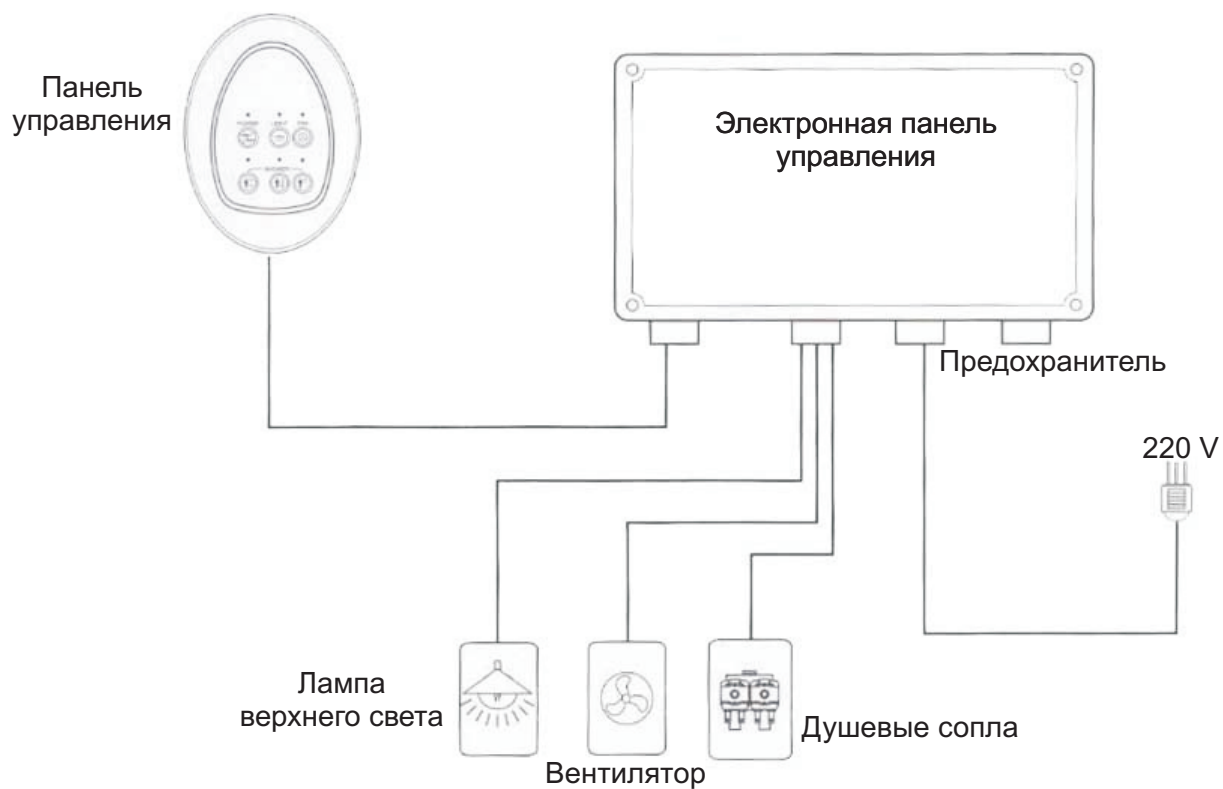 Панель
управления
Электронная панель
управления
Предохранитель
220 V
Лампа
верхнего света
Вентилятор
Душевые сопла